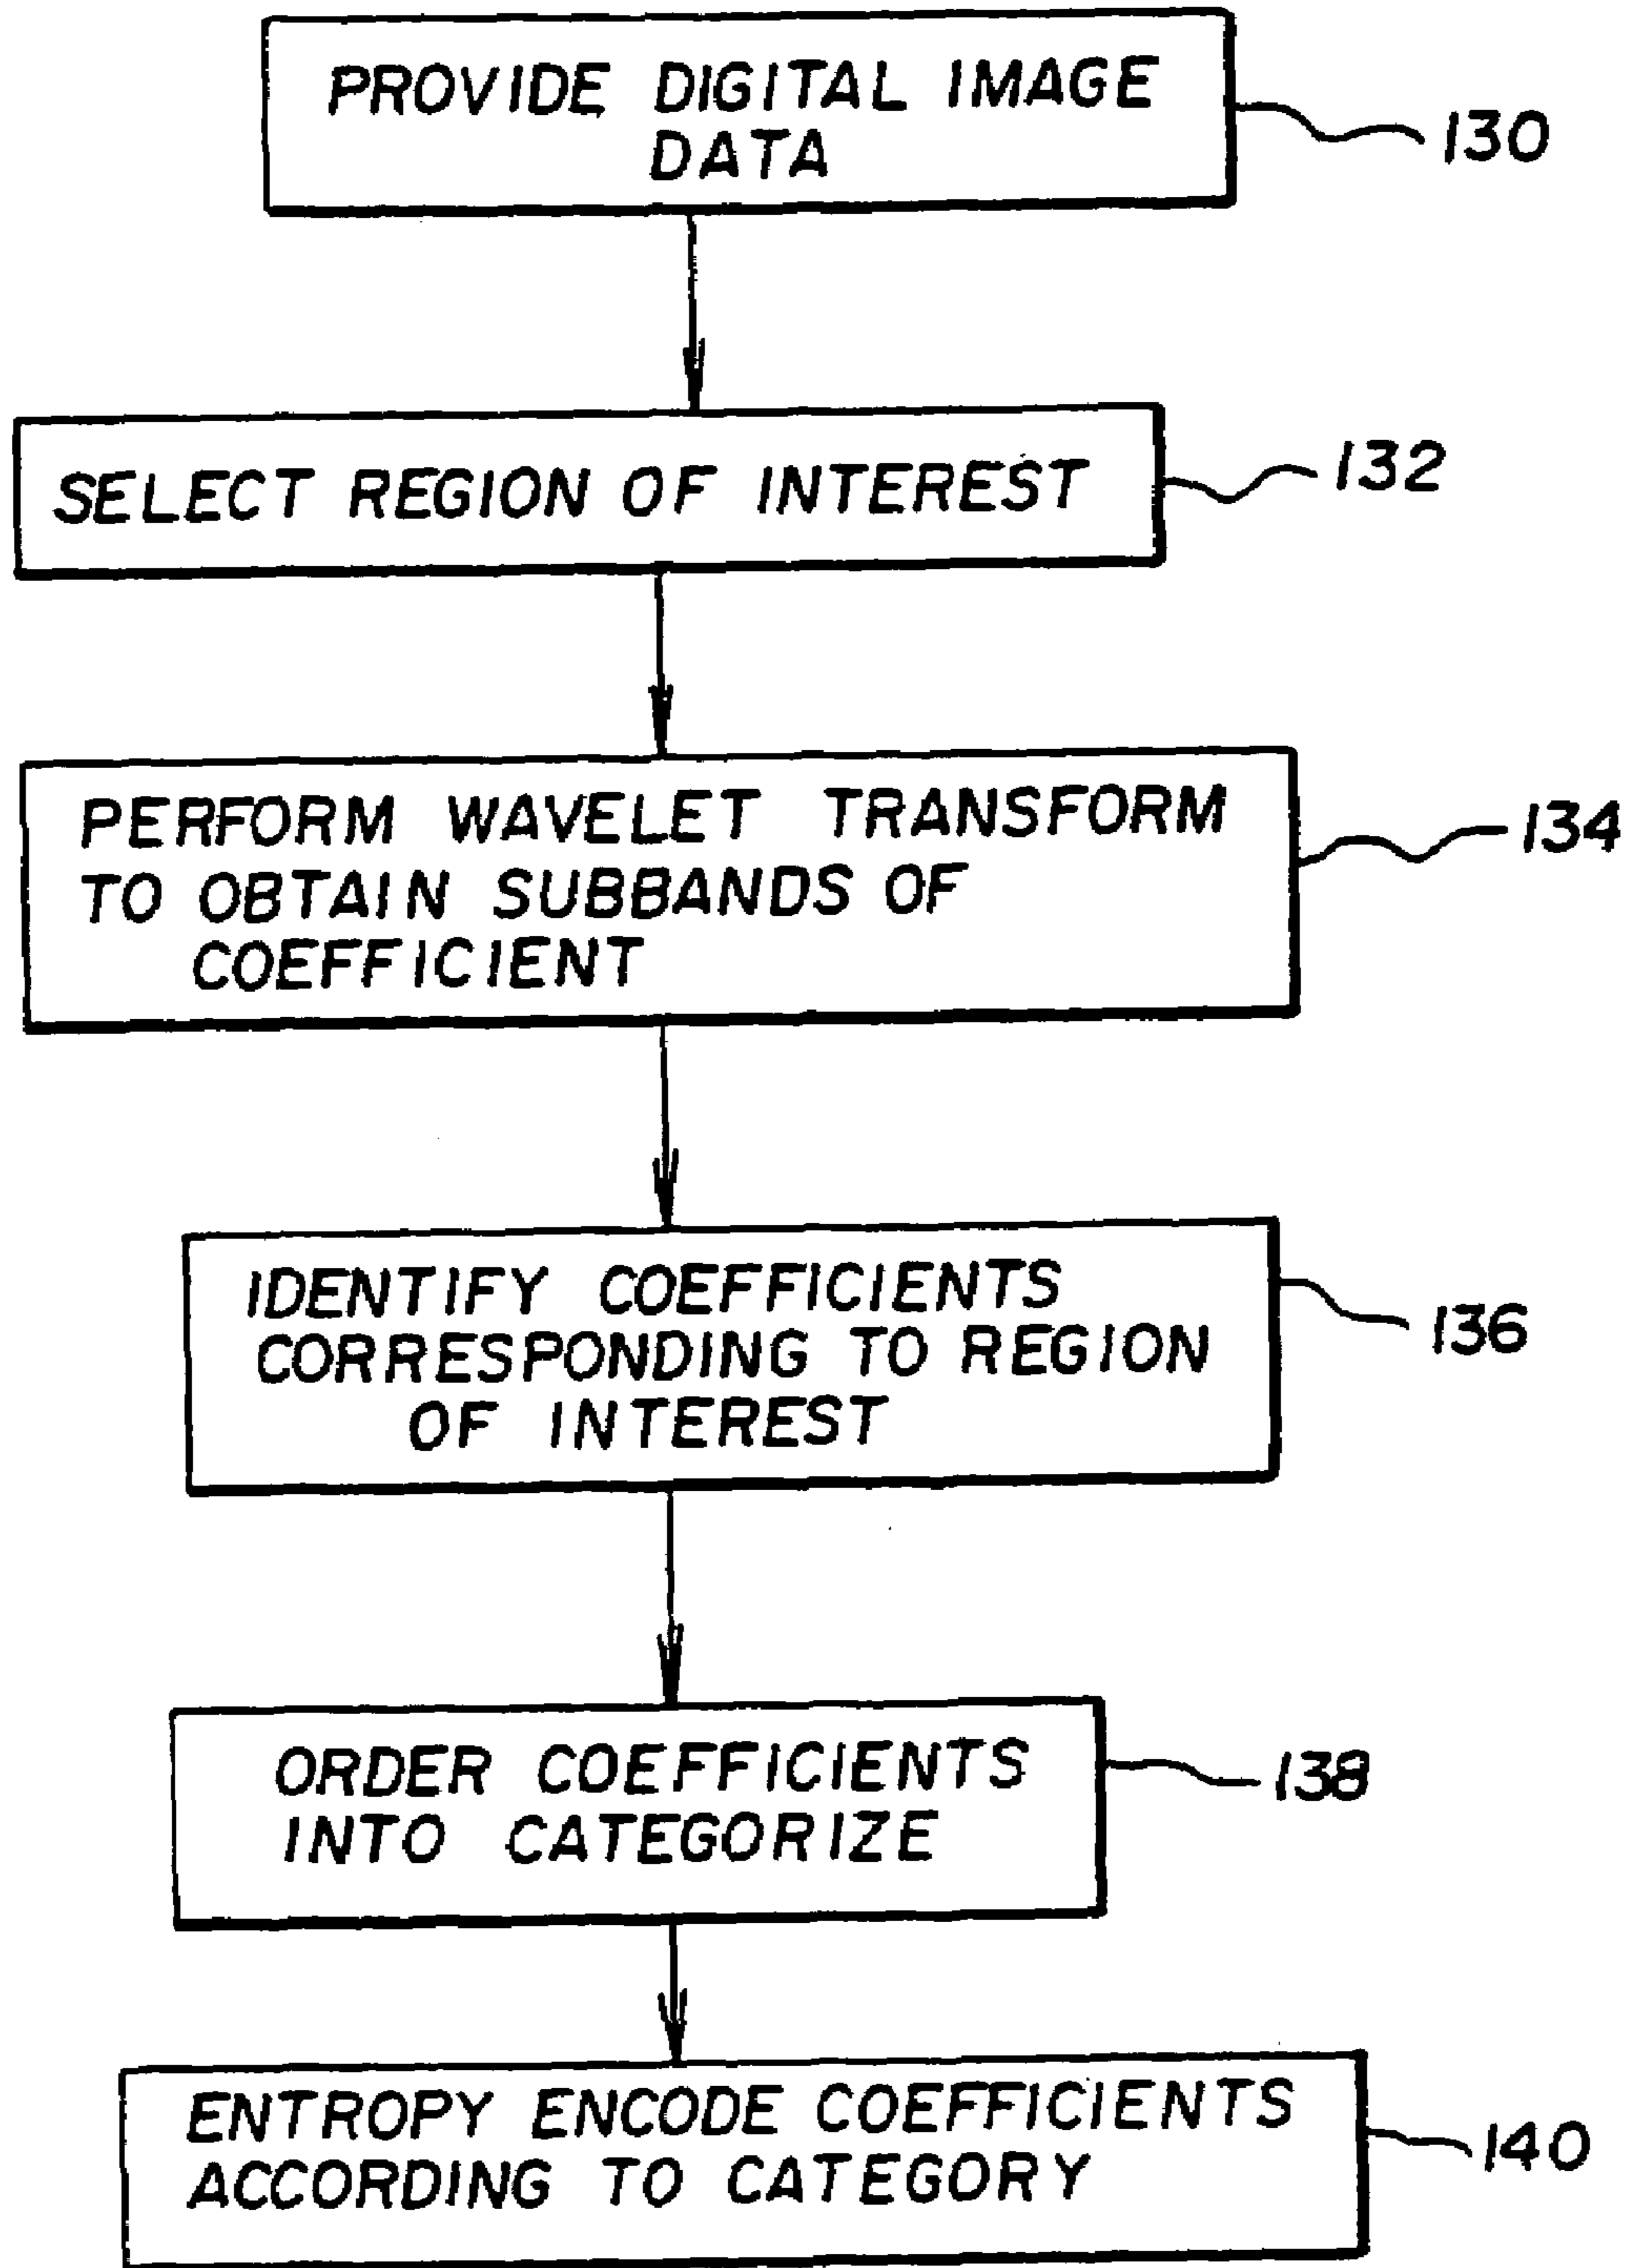 PROVIDE DIGITAL IMAGE
DATA
130
SELECT REGION OF INTEREST
132
PERFORM WAVELET TRANSFORM
TO OBTAIN SUBBANDS OF
COEFFICIENT
134
IDENTIFY COEFFICIENTS
CORRESPONDING TO REGION
OF INTEREST
136
ORDER COEFFICIENTS
INTO CATEGORIZE
138
ENTROPY ENCODE COEFFICIENTS
ACCORDING TO CATEGORY
140